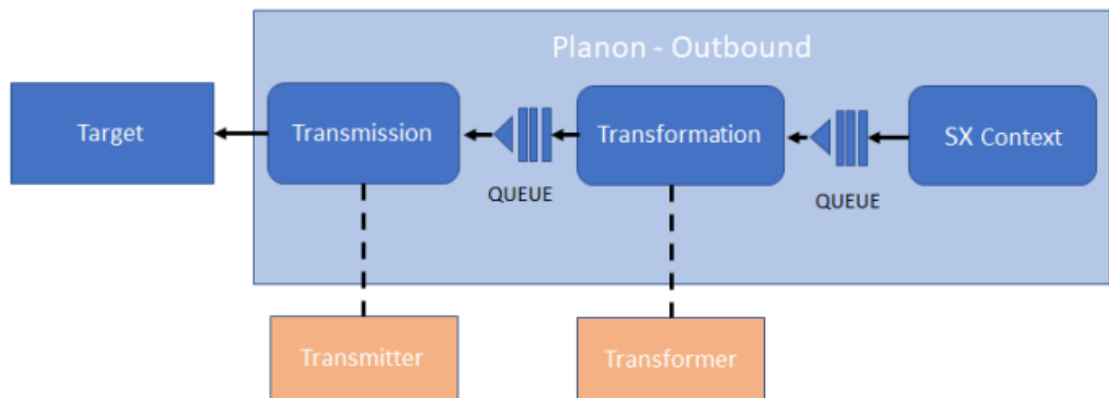 Planon - Outbound
Target
Transmission
Transformation
SX Context
QUEUE
QUEUE
Transmitter
Transformer